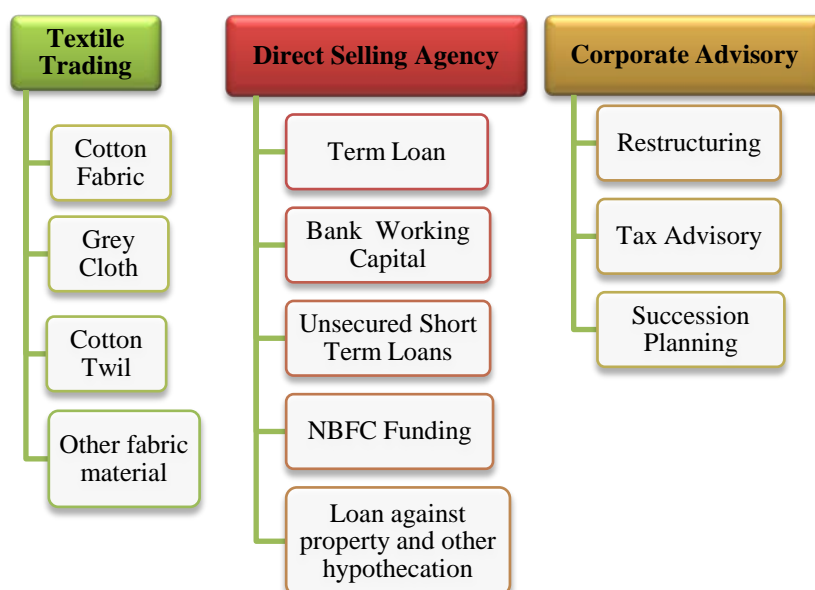 Textile
Trading
Cotton
Fabric
Grey
Cloth
Cotton
Twil
Other fabric
material
Direct Selling Agency
Term Loan
Bank Working
Capital
Unsecured Short
Term Loans
NBFC Funding
Loan against
property and other
hypothecation
Corporate Advisory
Restructuring
Tax Advisory
Succession
Planning